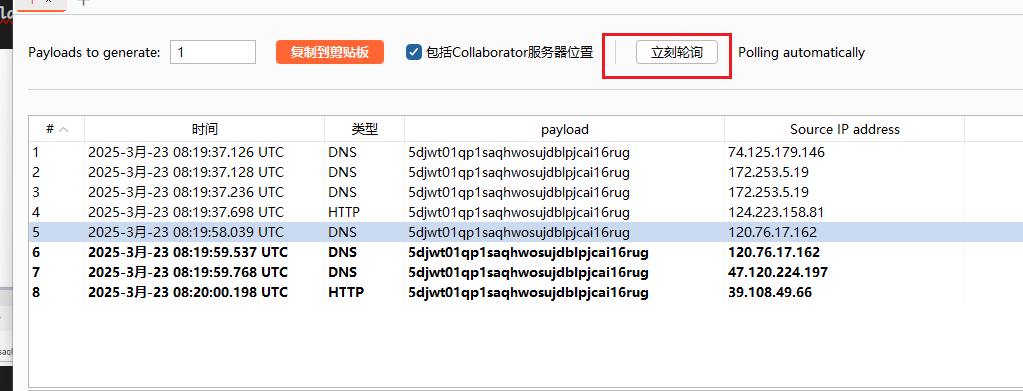 Payloads to generate: 1 复制到剪贴板 包括Collaborator服务器位置 立刻轮询 Polling automatically
# 时间 类型 payload Source IP address
1 2025-3月-23 08:19:37.126 UTC DNS 5djwt01qp1saqhwosujdblpjcai16rug 74.125.179.146
2 2025-3月-23 08:19:37.128 UTC DNS 5djwt01qp1saqhwosujdblpjcai16rug 172.253.5.19
3 2025-3月-23 08:19:37.236 UTC DNS 5djwt01qp1saqhwosujdblpjcai16rug 172.253.5.19
4 2025-3月-23 08:19:37.698 UTC HTTP 5djwt01qp1saqhwosujdblpjcai16rug 124.223.158.81
5 2025-3月-23 08:19:58.039 UTC DNS 5djwt01qp1saqhwosujdblpjcai16rug 120.76.17.162
6 2025-3月-23 08:19:59.537 UTC DNS 5djwt01qp1saqhwosujdblpjcai16rug 120.76.17.162
7 2025-3月-23 08:19:59.768 UTC DNS 5djwt01qp1saqhwosujdblpjcai16rug 47.120.224.197
8 2025-3月-23 08:20:00.198 UTC HTTP 5djwt01qp1saqhwosujdblpjcai16rug 39.108.49.66